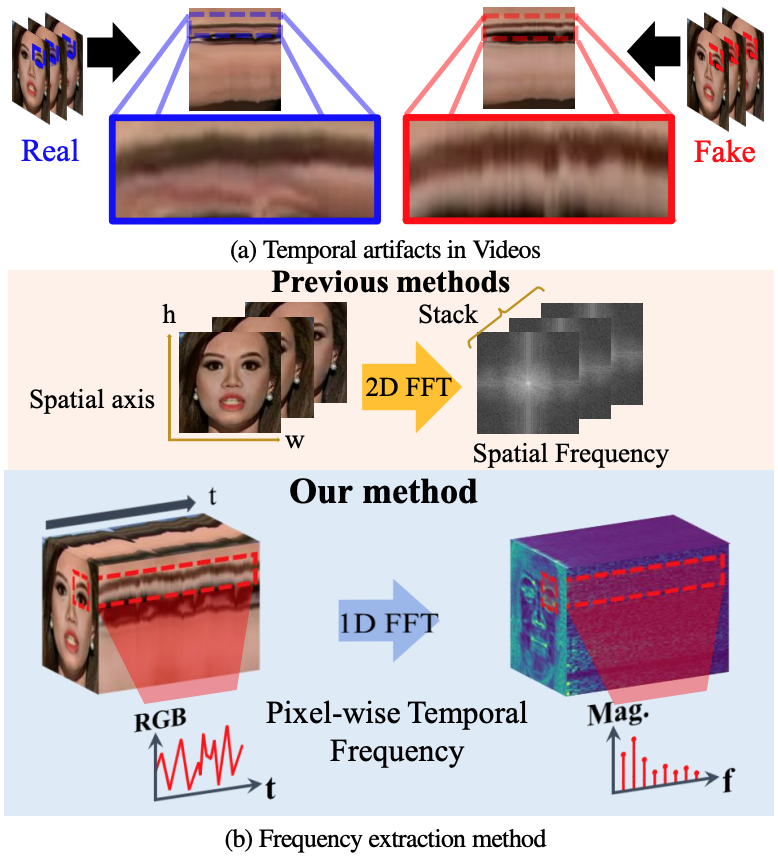 Real
Fake
(a) Temporal artifacts in Videos
Previous methods
h
Stack
Spatial axis
2D FFT
w
Spatial Frequency
Our method
t
1D FFT
RGB
Pixel-wise Temporal
Frequency
Mag.
t
f
(b) Frequency extraction method